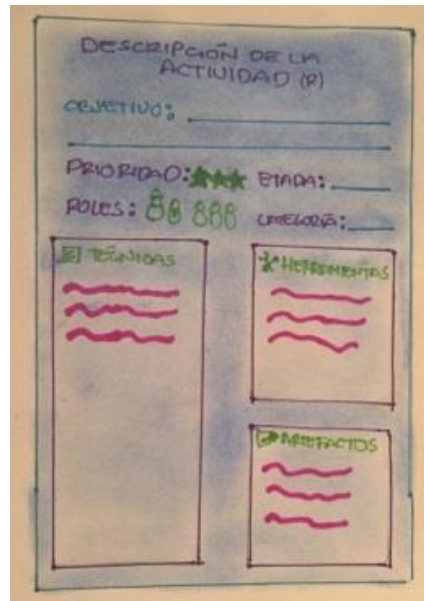 DESCRIPCIÓN DE LA
ACTIVIDAD (R)
OBJETIVO:
PRIORIDAD: ETAPA:
ROLES: CATEGORÍA:
TÉCNICAS
HERRAMIENTAS
ARTEFACTOS